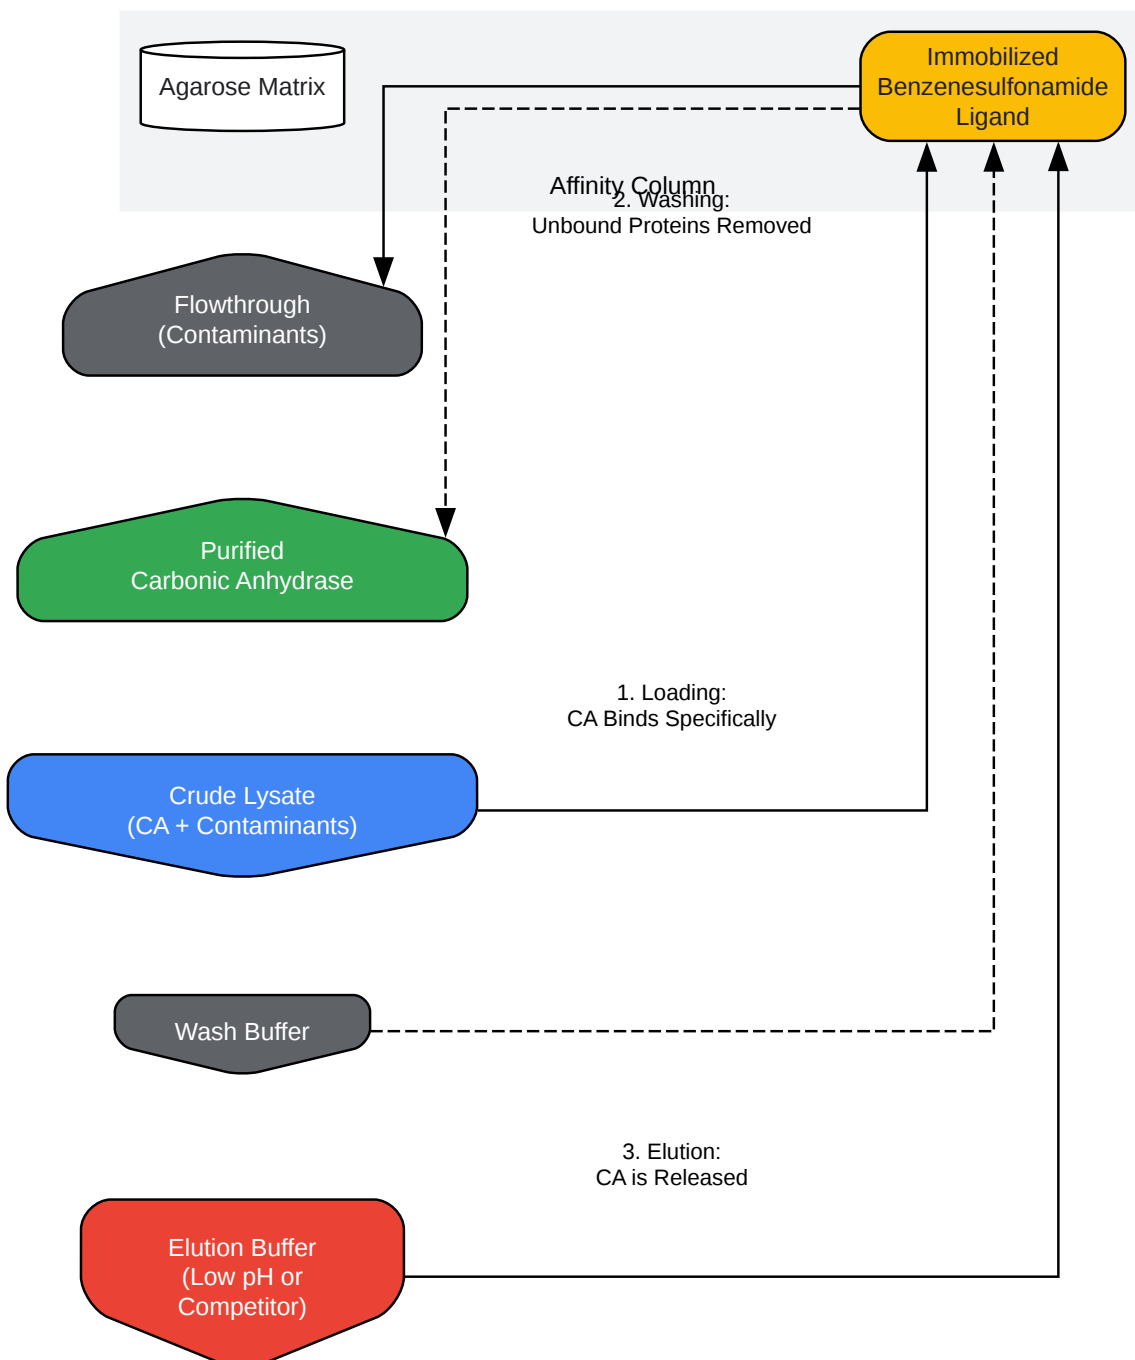 Agarose Matrix
Immobilized
Benzenesulfonamide
Ligand
Affinity Column
2. Washing:
Unbound Proteins Removed
Flowthrough
(Contaminants)
Purified
Carbonic Anhydrase
1. Loading:
CA Binds Specifically
Crude Lysate
(CA + Contaminants)
Wash Buffer
3. Elution:
CA is Released
Elution Buffer
(Low pH or
Competitor)